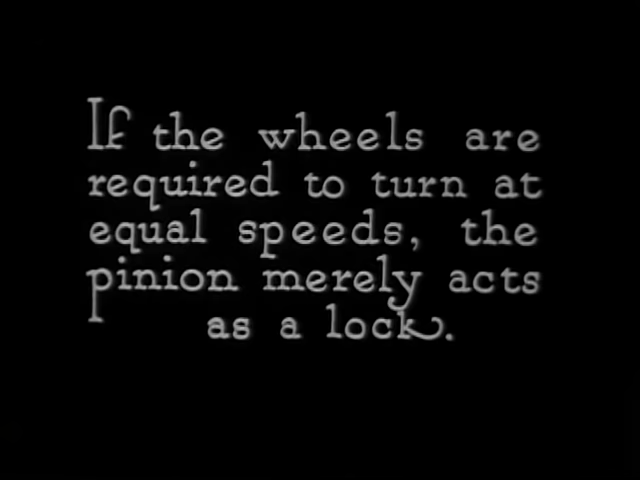 If the wheels are
required to turn at
equal speeds, the
pinion merely acts
as a lock.